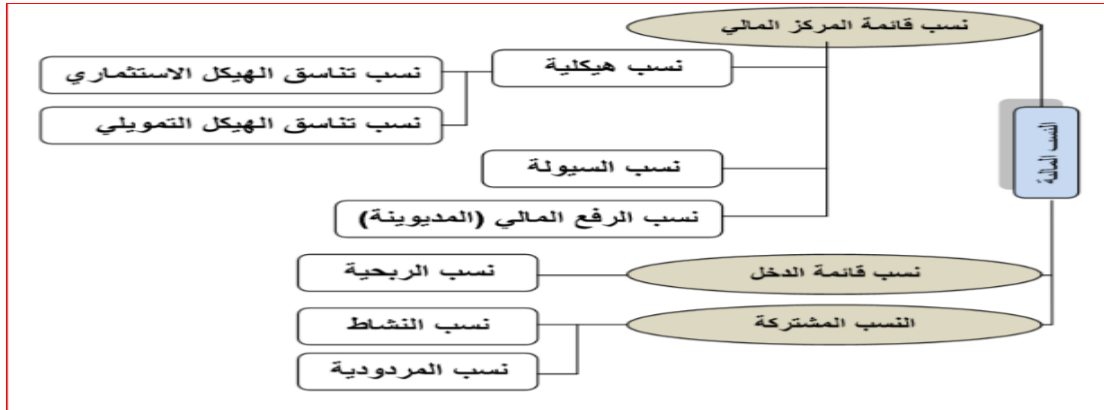 النسب المالية
نسب قائمة المركز المالي
نسب هيكلية
نسب تناسق الهيكل الاستثماري
نسب تناسق الهيكل التمويلي
نسب السيولة
نسب الرفع المالي (المديوينة)
نسب قائمة الدخل
نسب الربحية
النسب المشتركة
نسب النشاط
نسب المردودية